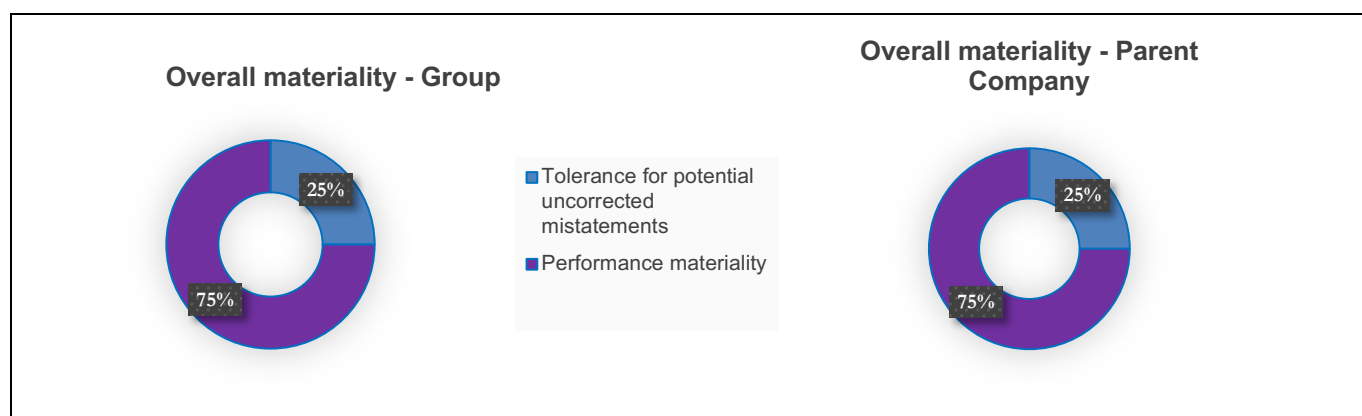 Overall materiality - Group
25%
75%
Tolerance for potential
uncorrected
mistatements
Performance materiality
Overall materiality - Parent
Company
25%
75%